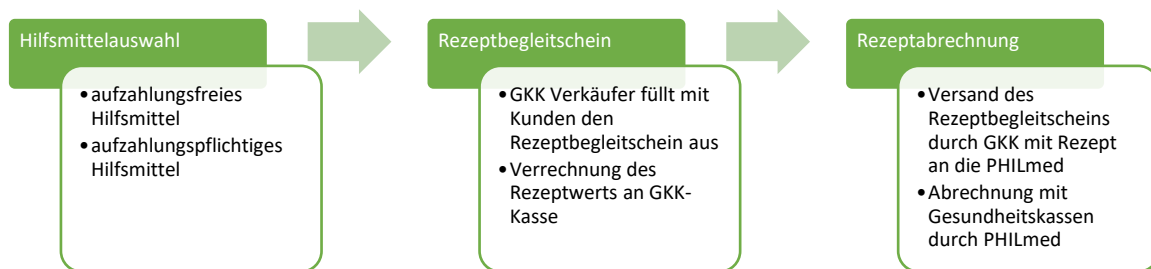 Hilfsmittelauswahl
•aufzahlungsfreies
Hilfsmittel
•aufzahlungspflichtiges
Hilfsmittel
Rezeptbegleitschein
•GKK Verkäufer füllt mit
Kunden den
Rezeptbegleitschein aus
•Verrechnung des
Rezeptwerts an GKK-
Kasse
Rezeptabrechnung
•Versand des
Rezeptbegleitscheins
durch GKK mit Rezept
an die PHILmed
•Abrechnung mit
Gesundheitskassen
durch PHILmed